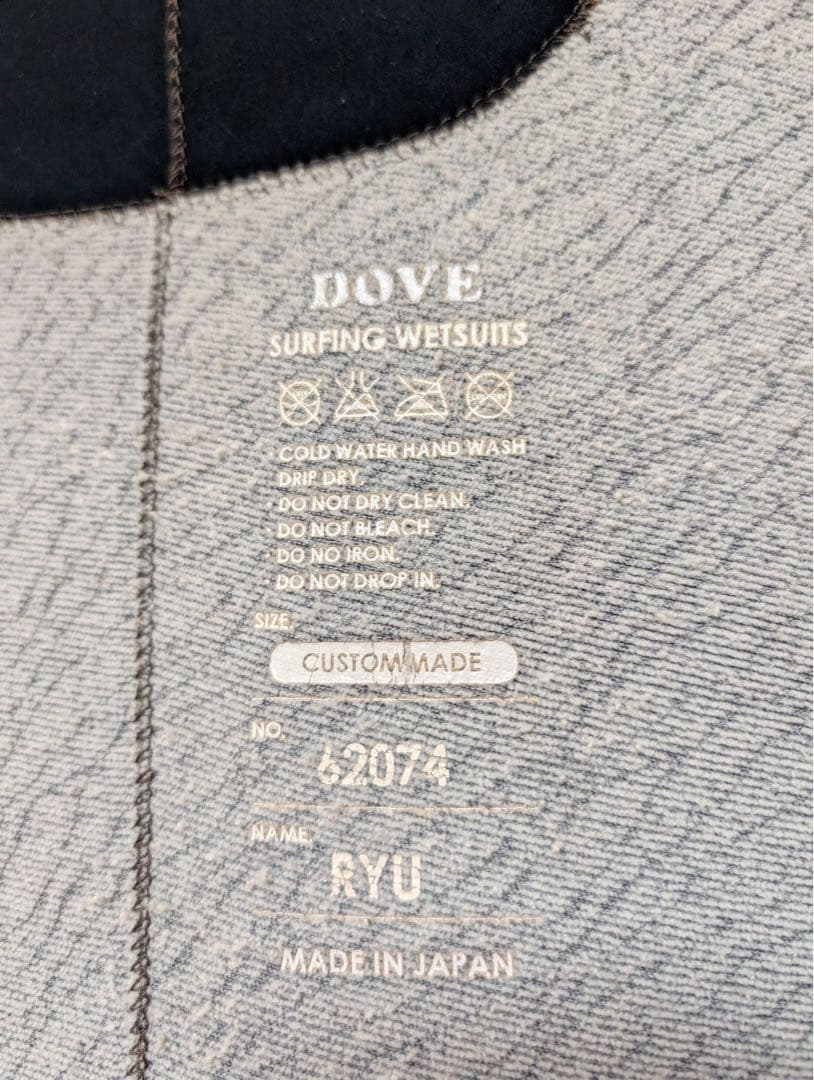 DOVE
SURFING WETSUITS
· COLD WATER HAND WASH
DRIP DRY.
· DO NOT DRY CLEAN.
· DO NOT BLEACH.
· DO NO IRON.
· DO NOT DROP IN.
SIZE.
CUSTOM MADE
NO.
62074
NAME.
RYU
MADE IN JAPAN